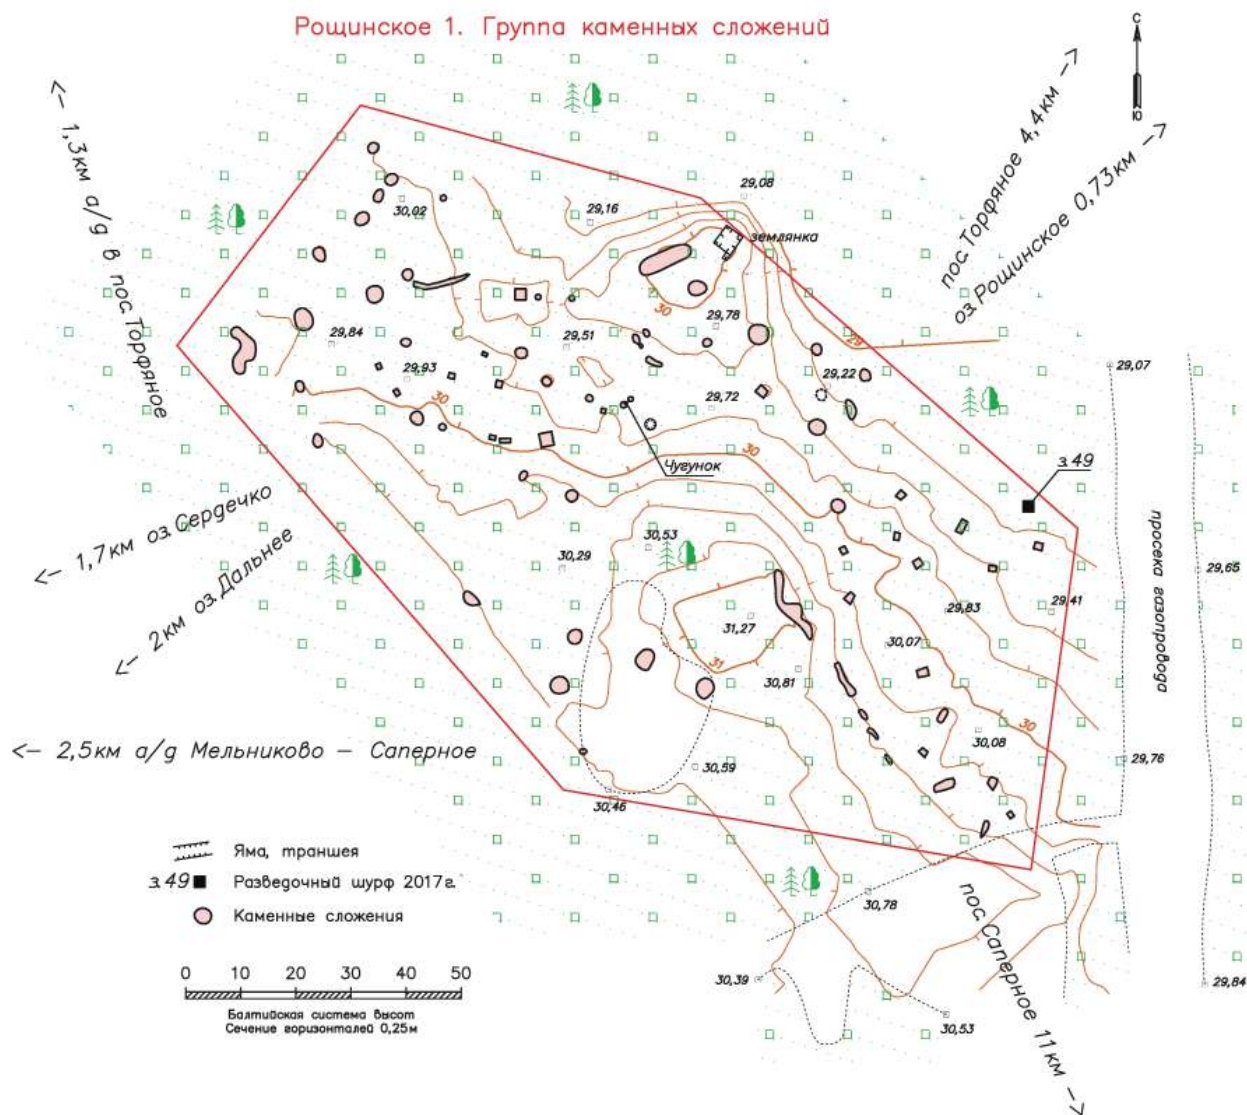 Рощинское 1. Группа каменных сложений
С
Ю
<- 1,3км а/д в пос. Торфяное
пос. Торфяное 4,4км ->
оз. Рощинское 0,73км ->
29,08
29,16
30,02
землянка
30
29,78
29,51
29,84
29,93
29
29,22
29,07
29,72
30
30
Чугунок
з.49
<- 1,7км оз. Сердечко
<- 2км оз. Дальнее
30,53
30,29
просека газопровода
29,65
29,83
29,41
31,27
31
30,07
30,81
30
30,08
<- 2,5км а/д Мельниково - Саперное
29,76
30,59
30,46
Яма, траншея
з.49 Разведочный шурф 2017г.
Каменные сложения
30,78
пос. Саперное 11км ->
0 10 20 30 40 50
30,39
29,84
Балтийская система высот
Сечение горизонталей 0,25м
30,53